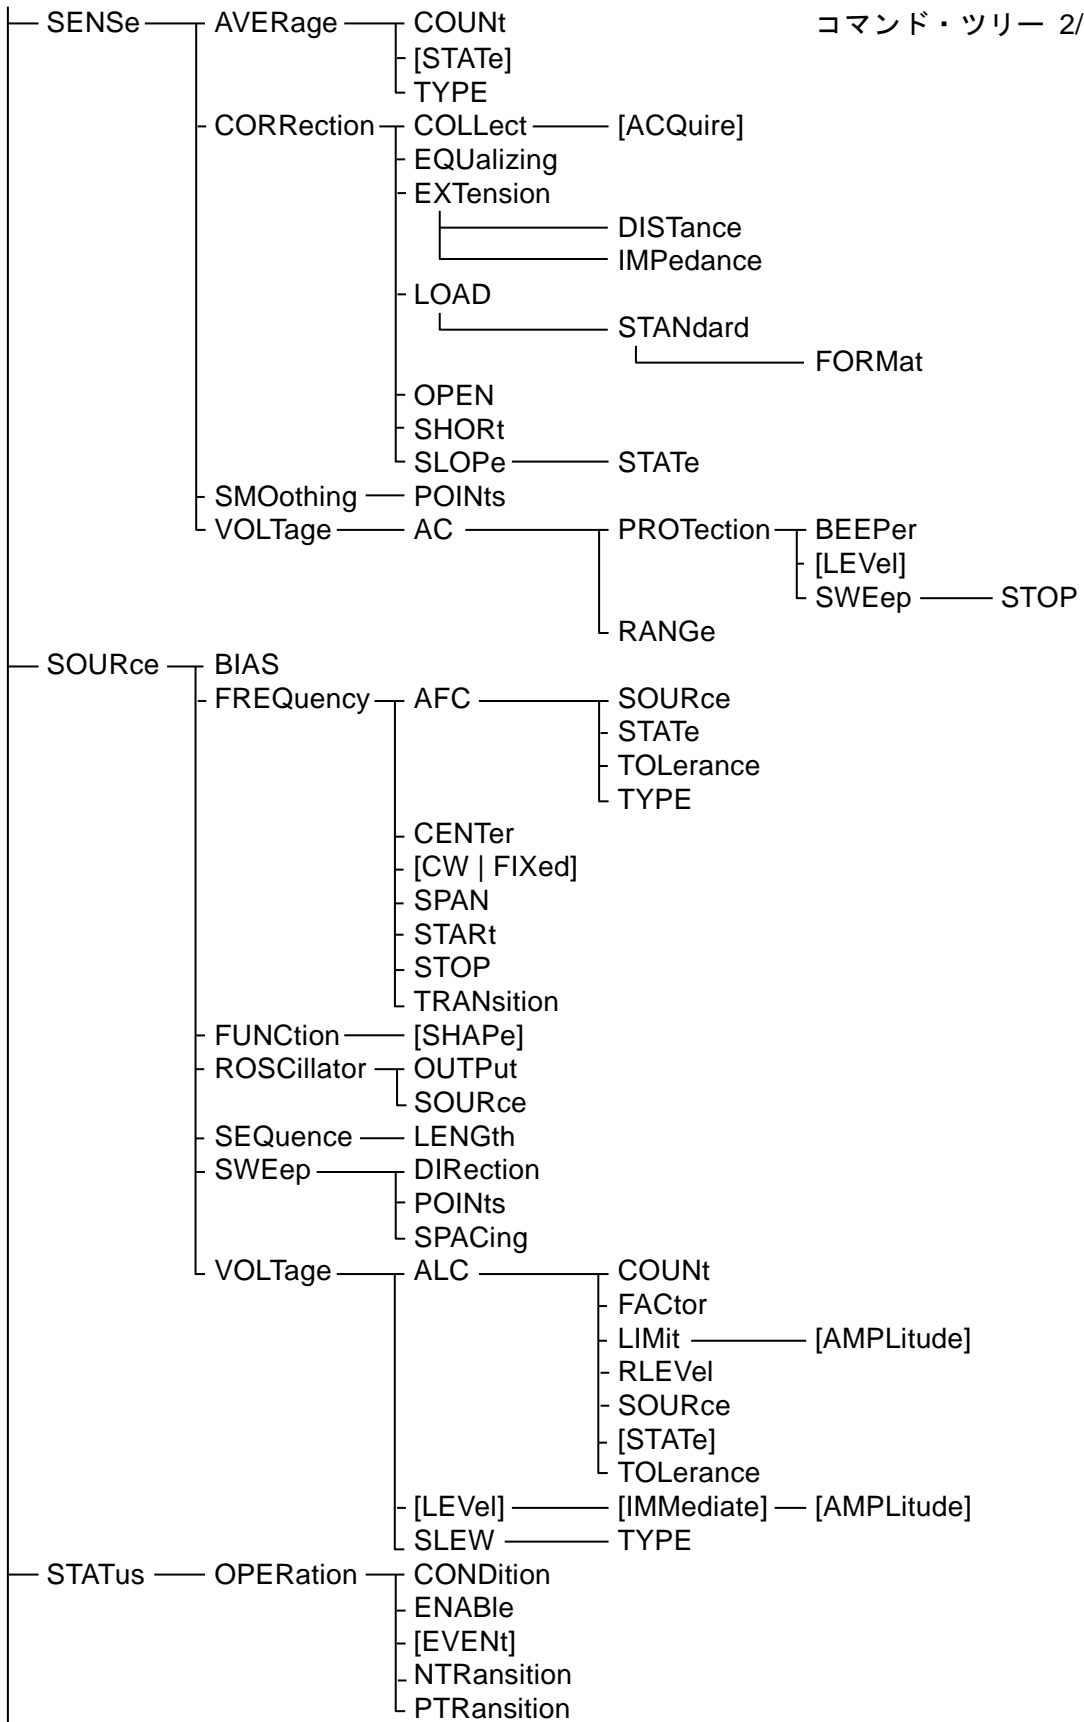 SENSe AVERage COUNt コマンド・ツリー 2/
[STATe]
TYPE
CORRection COLLect [ACQuire]
EQUalizing
EXTension
DISTance
IMPedance
LOAD
STANdard
FORMat
OPEN
SHORt
SLOPe STATe
SMOothing POINts
VOLTage AC PROTection BEEPer
[LEVel]
SWEep STOP
RANGe
SOURce BIAS
FREQuency AFC SOURce
STATe
TOLerance
TYPE
CENTer
[CW | FIXed]
SPAN
STARt
STOP
TRANsition
FUNCtion [SHAPe]
ROSCillator OUTPut
SOURce
SEQuence LENGth
SWEep DIRection
POINts
SPACing
VOLTage ALC COUNt
FACtor
LIMit [AMPLitude]
RLEVel
SOURce
[STATe]
TOLerance
[LEVel] [IMMediate] [AMPLitude]
SLEW TYPE
STATus OPERation CONDition
ENABle
[EVENt]
NTRansition
PTRansition